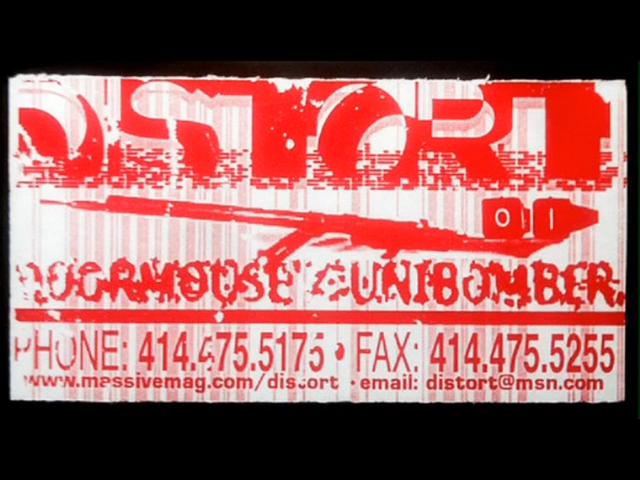 DISTORT
01
DOORMOUSE UNIBOMBER.
PHONE: 414.475.5175 • FAX: 414.475.5255
www.massivemag.com/distort • email: distort@msn.com